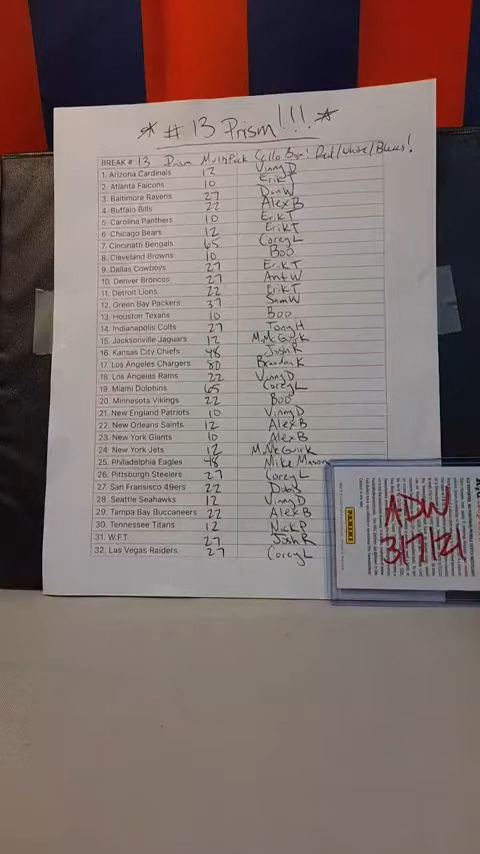 * #13 Prism!!! *
BREAK # 13 Prism MultiPack Cello Box! Red/White/Blues!
1. Arizona Cardinals 12 Vinny D
2. Atlanta Falcons 10 Erik T
3. Baltimore Ravens 27 Dan W
4. Buffalo Bills 22 Alex B
5. Carolina Panthers 10 Erik T
6. Chicago Bears 12 Erik T
7. Cincinatti Bengals 65 Corey L
8. Cleveland Browns 10 Boo
9. Dallas Cowboys 27 Erik T
10. Denver Broncos 27 Ant W
11. Detroit Lions 22 Erik T
12. Green Bay Packers 37 Sam W
13. Houston Texans 10 Boo
14. Indianapolis Colts 27 Tony H
15. Jacksonville Jaguars 12 M. McGuirk
16. Kansas City Chiefs 48 Josh R
17. Los Angeles Chargers 80 Brandon K
18. Los Angeles Rams 22 Vinny D
19. Miami Dolphins 65 Corey L
20. Minnesota Vikings 22 Boo
21. New England Patriots 10 Vinny D
22. New Orleans Saints 12 Alex B
23. New York Giants 10 Alex B
24. New York Jets 12 M. McGuirk
25. Philadelphia Eagles 48 Mike Mason
26. Pittsburgh Steelers 27 Corey L
27. San Fransisco 49ers 22
28. Seattle Seahawks 12 Vinny D
29. Tampa Bay Buccaneers 22 Alex B
30. Tennessee Titans 12 Nick P
31. W.F.T. 27 Josh R
32. Las Vegas Raiders 27 Corey L
PANINI
ADW
3/7/21